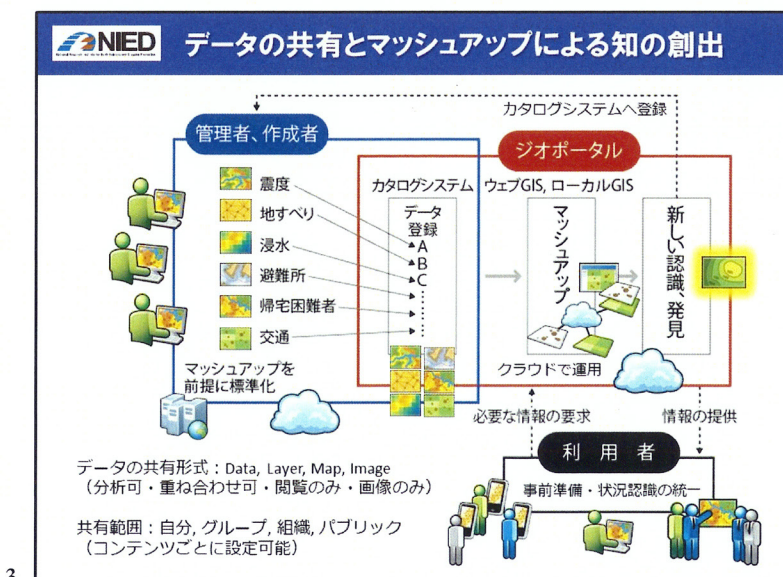 NIED
データの共有とマッシュアップによる知の創出
カタログシステムへ登録
管理者、作成者
ジオポータル
震度
地すべり
浸水
避難所
帰宅困難者
交通
マッシュアップを
前提に標準化
カタログシステム
データ
登録
A
B
C
ウェブGIS, ローカルGIS
マッシュアップ
クラウドで運用
新しい認識、発見
必要な情報の要求
情報の提供
利用者
事前準備・状況認識の統一
データの共有形式：Data, Layer, Map, Image
（分析可・重ね合わせ可・閲覧のみ・画像のみ）
共有範囲：自分, グループ, 組織, パブリック
（コンテンツごとに設定可能）